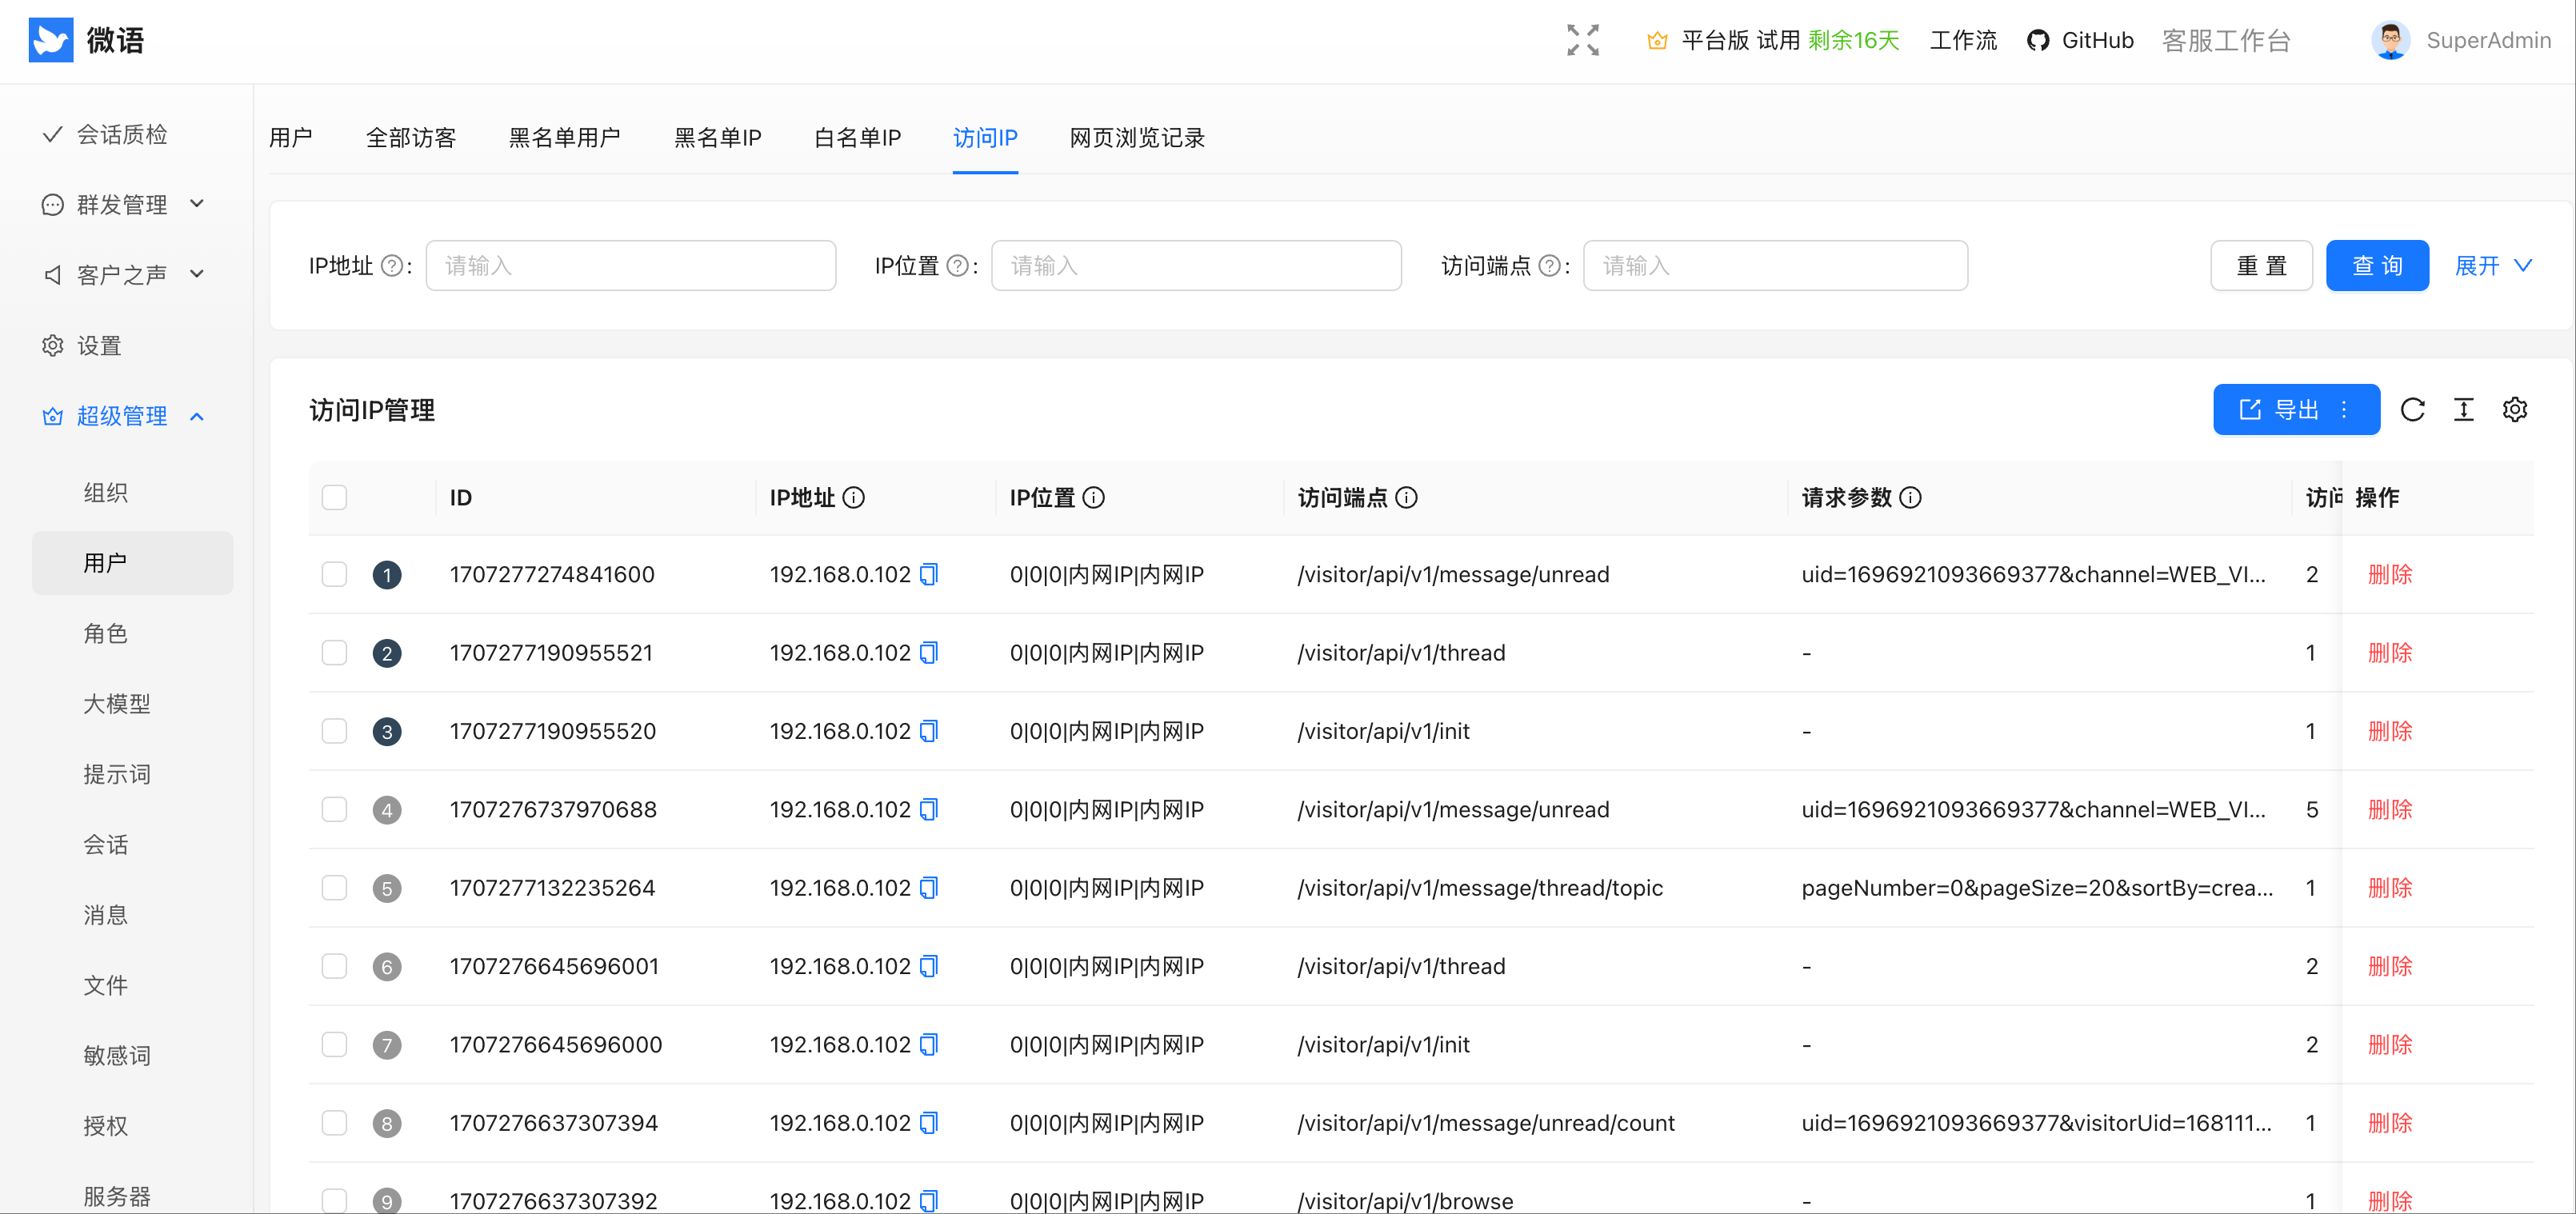 微语
平台版 试用 剩余16天 工作流 GitHub 客服工作台 SuperAdmin
会话质检
群发管理
客户之声
设置
超级管理
组织
用户
角色
大模型
提示词
会话
消息
文件
敏感词
授权
服务器
用户 全部访客 黑名单用户 黑名单IP 白名单IP 访问IP 网页浏览记录
IP地址 : 请输入 IP位置 : 请输入 访问端点 : 请输入 重 置 查 询 展开
访问IP管理 导出
ID IP地址 IP位置 访问端点 请求参数 访问 操作
1 1707277274841600 192.168.0.102 0|0|0|内网IP|内网IP /visitor/api/v1/message/unread uid=1696921093669377&channel=WEB_VI... 2 删除
2 1707277190955521 192.168.0.102 0|0|0|内网IP|内网IP /visitor/api/v1/thread - 1 删除
3 1707277190955520 192.168.0.102 0|0|0|内网IP|内网IP /visitor/api/v1/init - 1 删除
4 1707276737970688 192.168.0.102 0|0|0|内网IP|内网IP /visitor/api/v1/message/unread uid=1696921093669377&channel=WEB_VI... 5 删除
5 1707277132235264 192.168.0.102 0|0|0|内网IP|内网IP /visitor/api/v1/message/thread/topic pageNumber=0&pageSize=20&sortBy=crea... 1 删除
6 1707276645696001 192.168.0.102 0|0|0|内网IP|内网IP /visitor/api/v1/thread - 2 删除
7 1707276645696000 192.168.0.102 0|0|0|内网IP|内网IP /visitor/api/v1/init - 2 删除
8 1707276637307394 192.168.0.102 0|0|0|内网IP|内网IP /visitor/api/v1/message/unread/count uid=1696921093669377&visitorUid=168111... 1 删除
9 1707276637307392 192.168.0.102 0|0|0|内网IP|内网IP /visitor/api/v1/browse - 1 删除